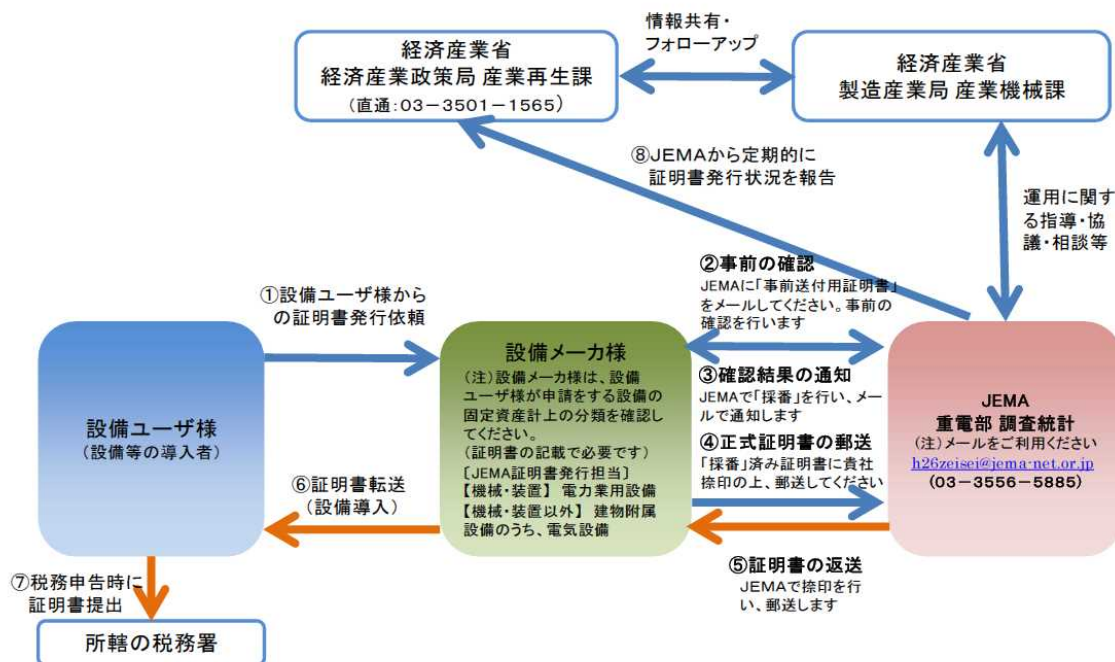 情報共有・
フォローアップ
経済産業省
経済産業政策局 産業再生課
（直通：03－3501－1565）
経済産業省
製造産業局 産業機械課
⑧JEMAから定期的に
証明書発行状況を報告
運用に関す
る指導・協
議・相談等
①設備ユーザ様から
の証明書発行依頼
②事前の確認
JEMAに「事前送付用証明書」
をメールしてください。事前の
確認を行います
設備ユーザ様
（設備等の導入者）
設備メーカ様
（注）設備メーカ様は、設備
ユーザ様が申請をする設備の
固定資産計上の分類を確認し
てください。
（証明書の記載で必要です）
［JEMA証明書発行担当］
【機械・装置】 電力業用設備
【機械・装置以外】 建物附属
設備のうち、電気設備
③確認結果の通知
JEMAで「採番」を行い、メー
ルで通知します
④正式証明書の郵送
「採番」済み証明書に貴社
捺印の上、郵送してください
JEMA
重電部 調査統計
（注）メールをご利用ください
h26zeisei@jema-net.or.jp
（03－3556－5885）
⑥証明書転送
（設備導入）
⑤証明書の返送
JEMAで捺印を行
い、郵送します
⑦税務申告時に
証明書提出
所轄の税務署